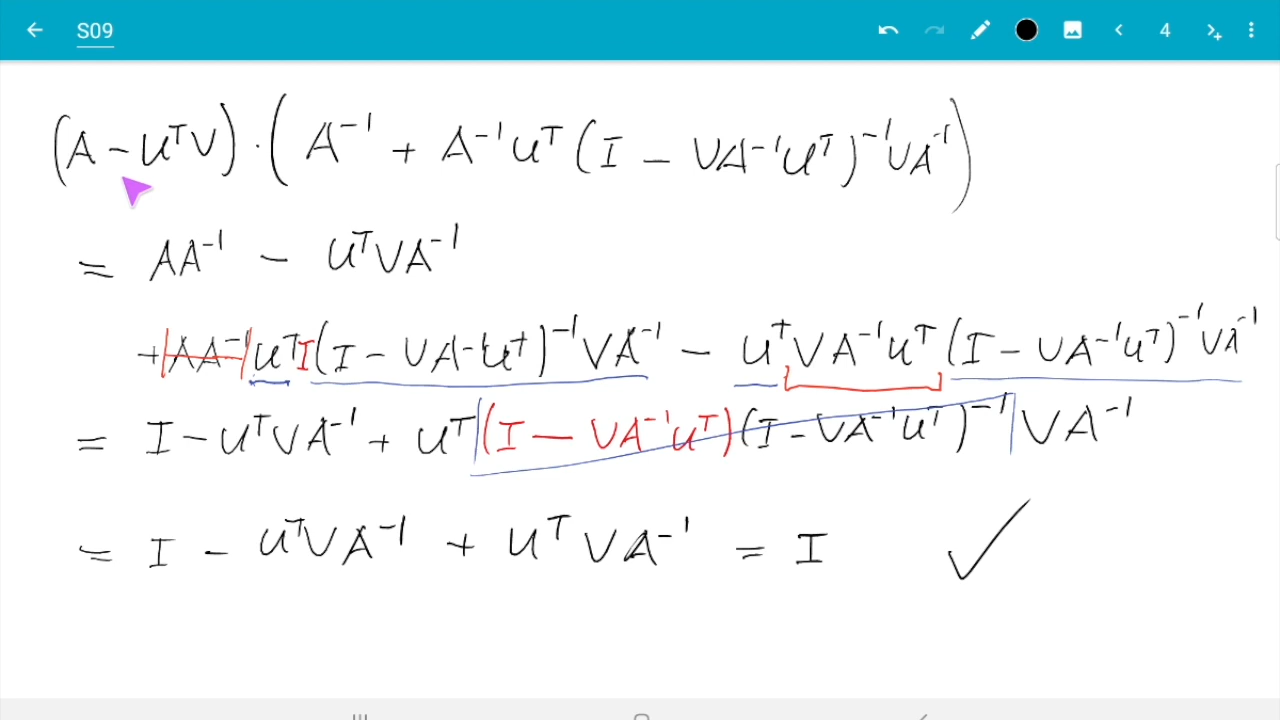 S09
4
(A - UᵀV) · (A⁻¹ + A⁻¹Uᵀ(I - VA⁻¹Uᵀ)⁻¹VA⁻¹)
= AA⁻¹ - UᵀVA⁻¹
+ AA⁻¹UᵀI(I - VA⁻¹Uᵀ)⁻¹VA⁻¹ - UᵀVA⁻¹Uᵀ(I - VA⁻¹Uᵀ)⁻¹VA⁻¹
= I - UᵀVA⁻¹ + Uᵀ(I - VA⁻¹Uᵀ)(I - VA⁻¹Uᵀ)⁻¹VA⁻¹
= I - UᵀVA⁻¹ + UᵀVA⁻¹ = I ✓